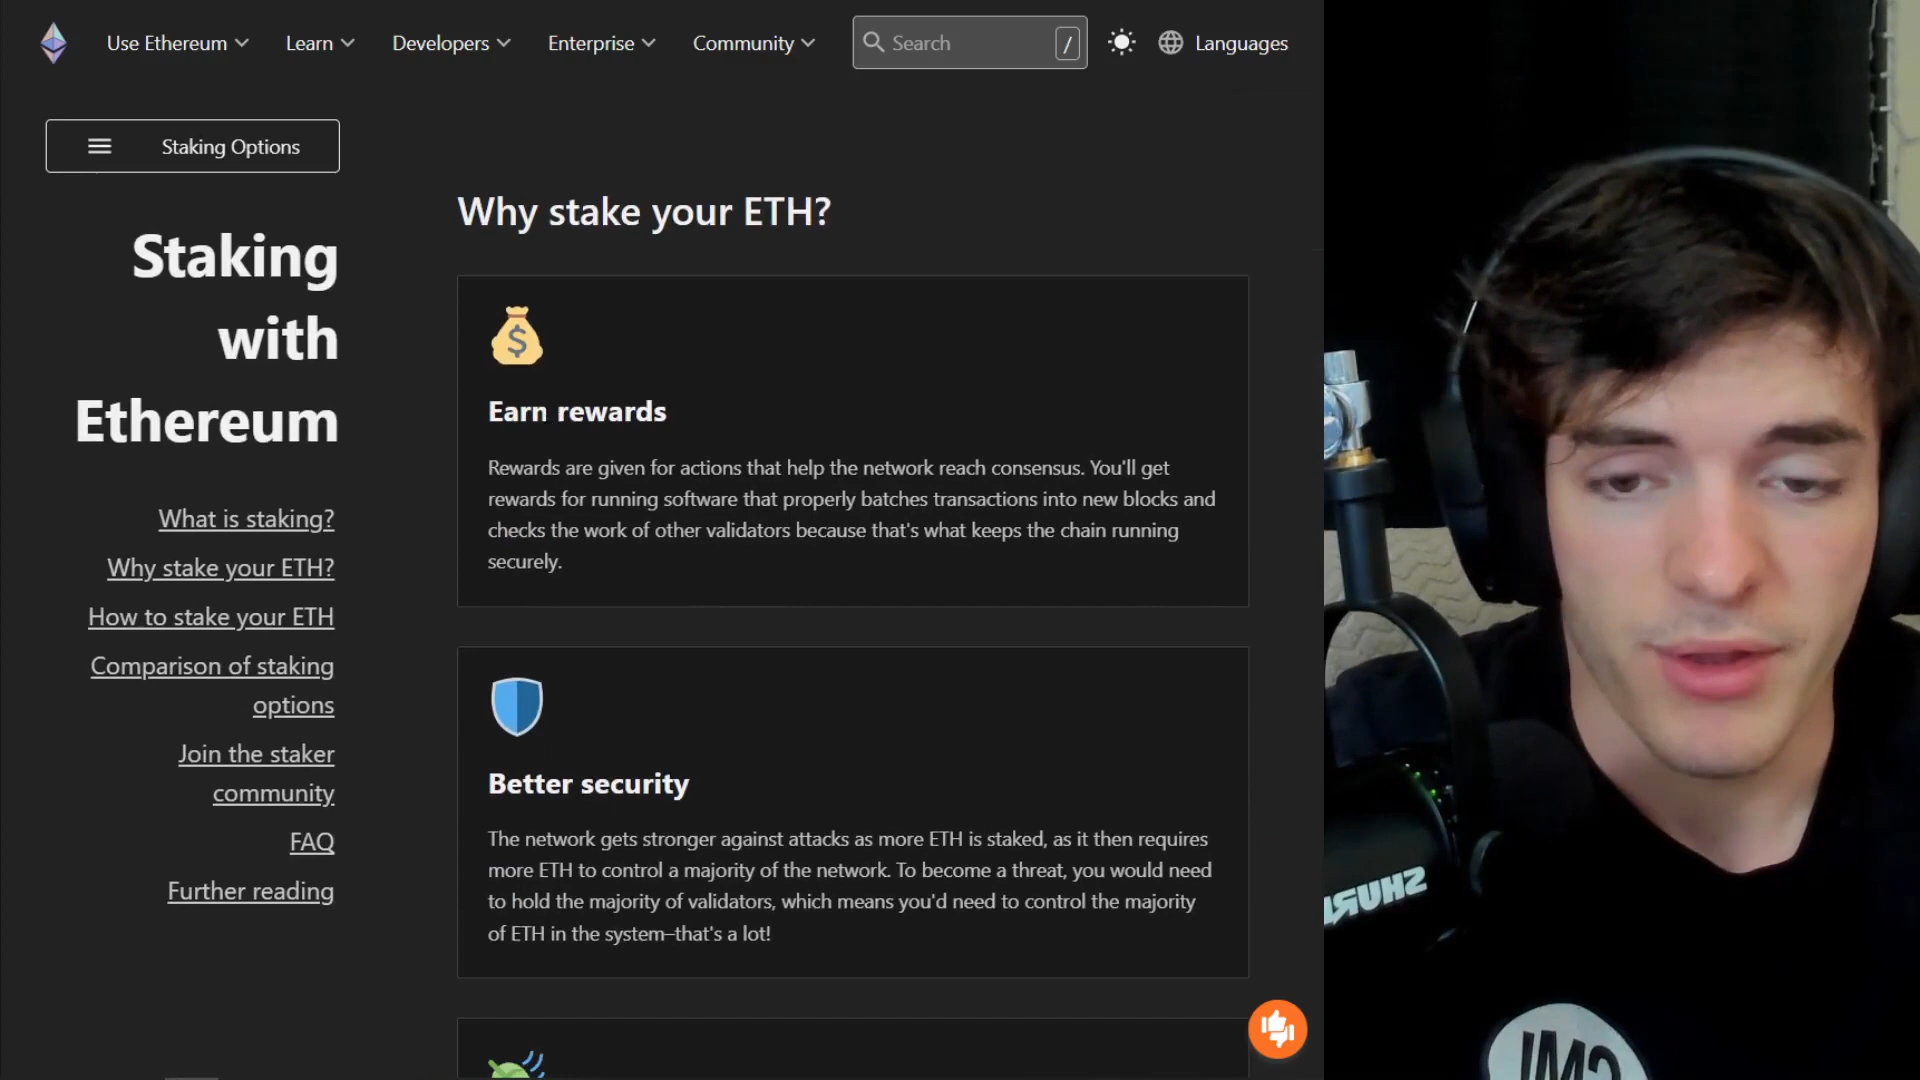 Use Ethereum
Learn
Developers
Enterprise
Community
Search
/
Languages
Staking Options
Staking
with
Ethereum
What is staking?
Why stake your ETH?
How to stake your ETH
Comparison of staking
options
Join the staker
community
FAQ
Further reading
Why stake your ETH?
$
Earn rewards
Rewards are given for actions that help the network reach consensus. You'll get
rewards for running software that properly batches transactions into new blocks and
checks the work of other validators because that's what keeps the chain running
securely.
Better security
The network gets stronger against attacks as more ETH is staked, as it then requires
more ETH to control a majority of the network. To become a threat, you would need
to hold the majority of validators, which means you'd need to control the majority
of ETH in the system–that's a lot!
SHURE